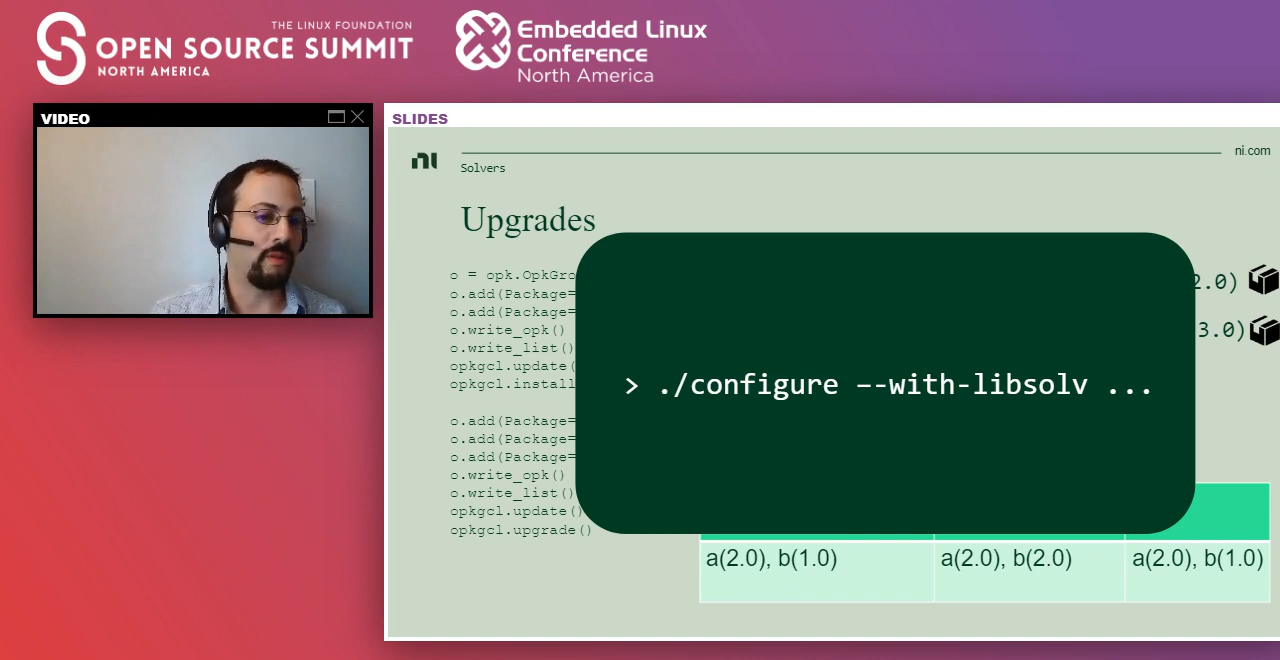 THE LINUX FOUNDATION
OPEN SOURCE SUMMIT
NORTH AMERICA
Embedded Linux
Conference
North America
VIDEO
SLIDES
ni
ni.com
Solvers
Upgrades
o = opk.OpkGro
o.add(Package=
o.add(Package=
o.write_opk()
o.write_list()
opkgcl.update(
opkgcl.install
o.add(Package=
o.add(Package=
o.add(Package=
o.write_opk()
o.write_list()
opkgcl.update()
opkgcl.upgrade()
2.0)
3.0)
> ./configure –-with-libsolv ...
a(2.0), b(1.0) a(2.0), b(2.0) a(2.0), b(1.0)